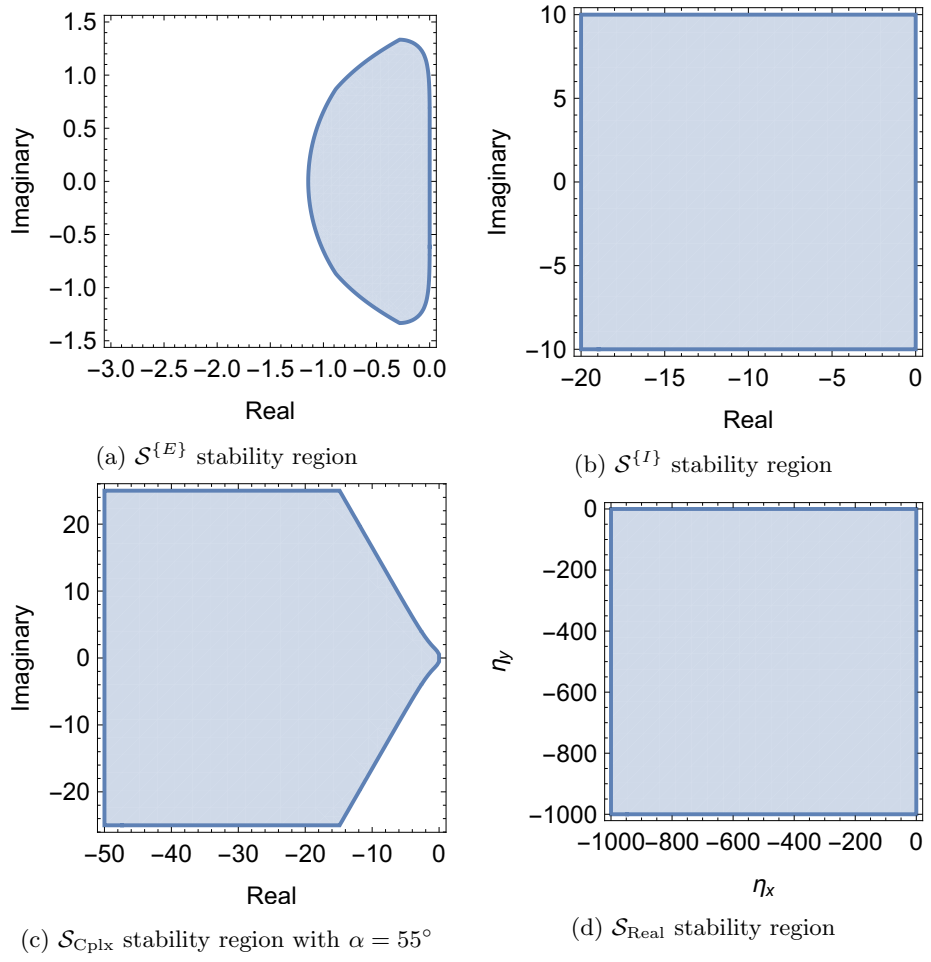 1.5
1.0
0.5
0.0
−0.5
−1.0
−1.5
Imaginary
−3.0 −2.5 −2.0 −1.5 −1.0 −0.5 0.0
Real
(a) 𝒮^{E} stability region
10
5
0
−5
−10
Imaginary
−20 −15 −10 −5 0
Real
(b) 𝒮^{I} stability region
20
10
0
−10
−20
Imaginary
−50 −40 −30 −20 −10 0
Real
(c) 𝒮_Cplx stability region with α = 55°
0
−200
−400
−600
−800
−1000
η_y
−1000 −800 −600 −400 −200 0
η_x
(d) 𝒮_Real stability region